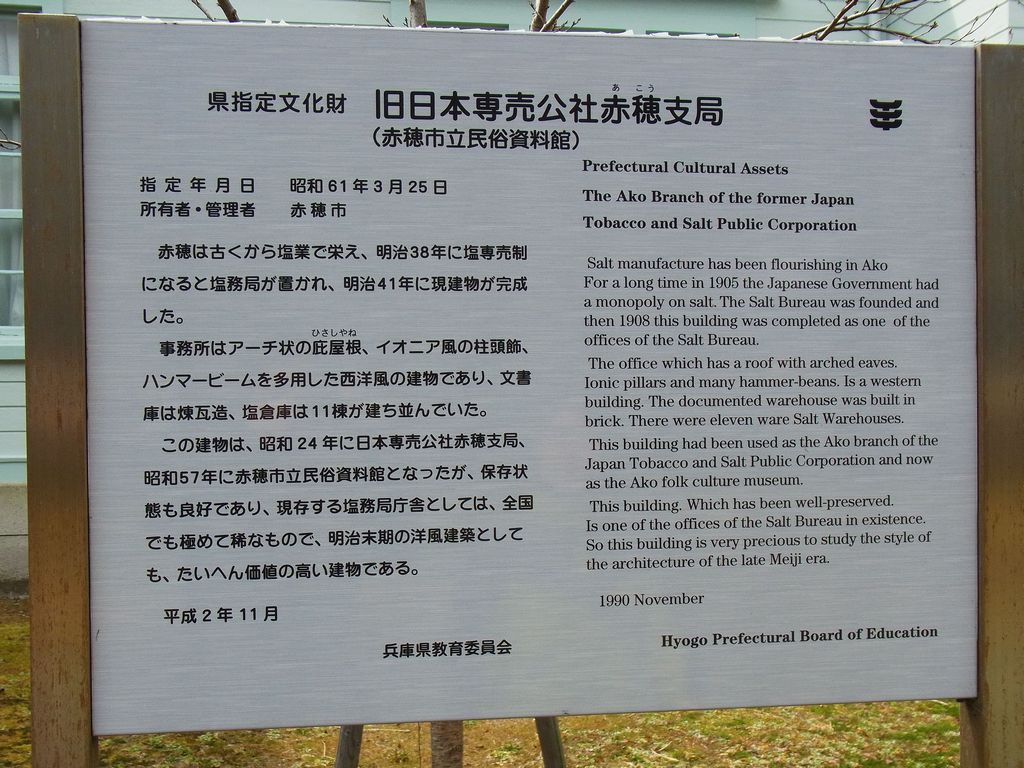 県指定文化財 旧日本専売公社赤穂支局
あこう
（赤穂市立民俗資料館）
指定年月日 昭和61年3月25日
所有者・管理者 赤穂市
赤穂は古くから塩業で栄え、明治38年に塩専売制
になると塩務局が置かれ、明治41年に現建物が完成
した。
ひさしやね
事務所はアーチ状の庇屋根、イオニア風の柱頭飾、
ハンマービームを多用した西洋風の建物であり、文書
庫は煉瓦造、塩倉庫は11棟が建ち並んでいた。
この建物は、昭和24年に日本専売公社赤穂支局、
昭和57年に赤穂市立民俗資料館となったが、保存状
態も良好であり、現存する塩務局庁舎としては、全国
でも極めて稀なもので、明治末期の洋風建築として
も、たいへん価値の高い建物である。
平成2年11月
兵庫県教育委員会
Prefectural Cultural Assets
The Ako Branch of the former Japan
Tobacco and Salt Public Corporation
Salt manufacture has been flourishing in Ako
For a long time in 1905 the Japanese Government had
a monopoly on salt. The Salt Bureau was founded and
then 1908 this building was completed as one of the
offices of the Salt Bureau.
The office which has a roof with arched eaves.
Ionic pillars and many hammer-beans. Is a western
building. The documented warehouse was built in
brick. There were eleven ware Salt Warehouses.
This building had been used as the Ako branch of the
Japan Tobacco and Salt Public Corporation and now
as the Ako folk culture museum.
This building. Which has been well-preserved.
Is one of the offices of the Salt Bureau in existence.
So this building is very precious to study the style of
the architecture of the late Meiji era.
1990 November
Hyogo Prefectural Board of Education